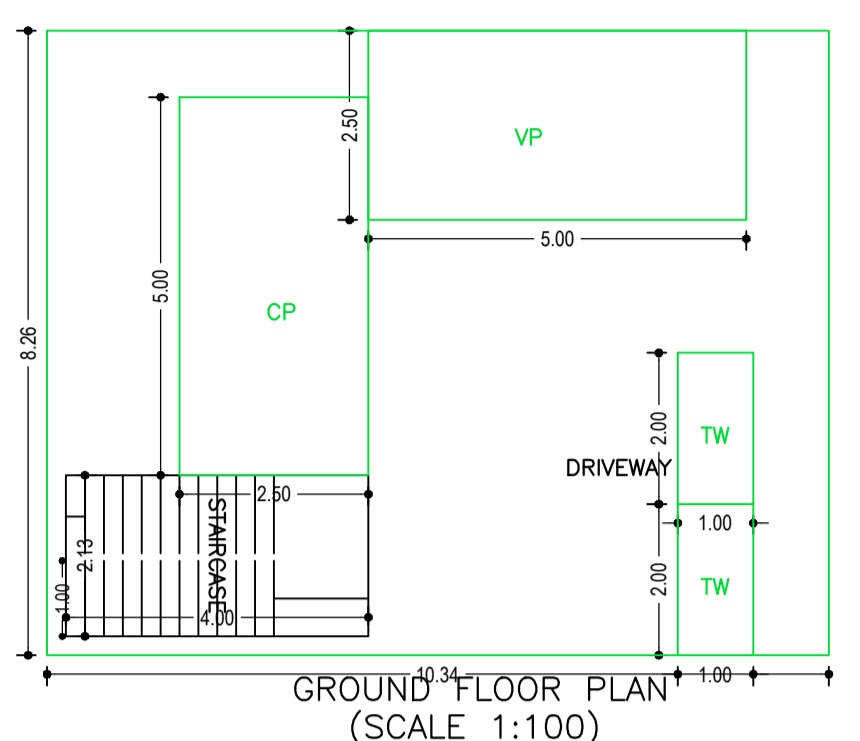 2.50
VP
5.00
5.00
CP
8.26
2.00
TW
DRIVEWAY
2.50
STAIRCASE
1.00
2.13
4.00
1.00
2.00
TW
10.34
1.00
GROUND FLOOR PLAN
(SCALE 1:100)